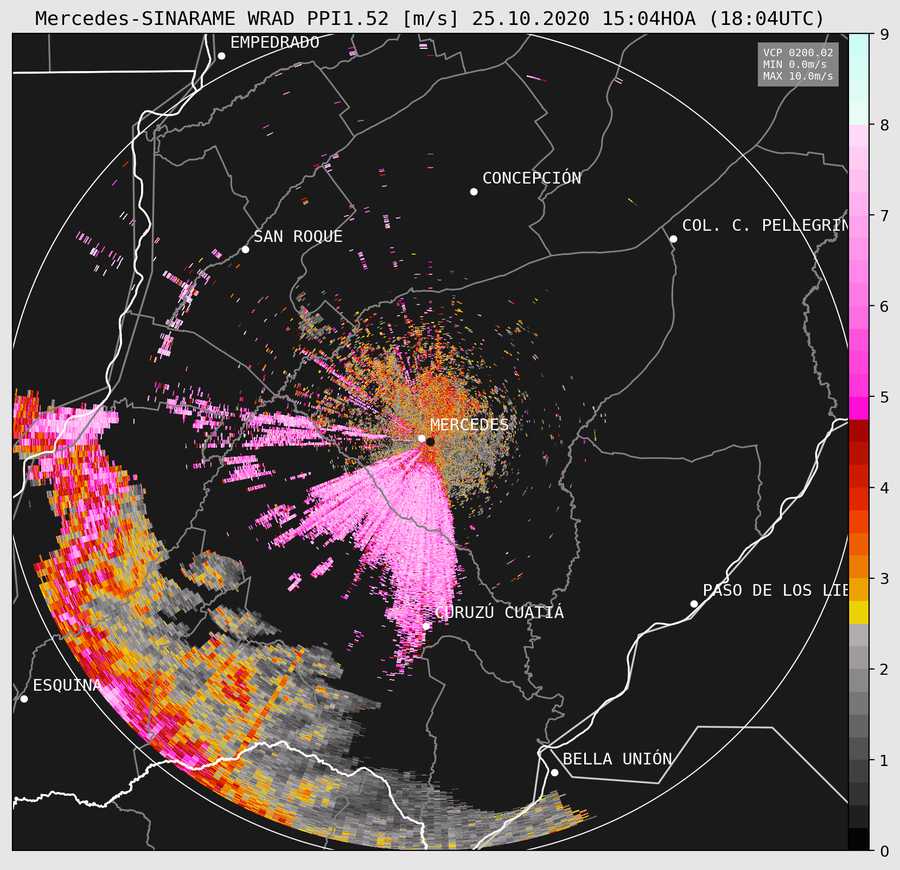 Mercedes-SINARAME WRAD PPI1.52 [m/s] 25.10.2020 15:04HOA (18:04UTC)
EMPEDRADO
VCP 0200.02
MIN 0.0m/s
MAX 10.0m/s
CONCEPCIÓN
COL. C. PELLEGRIN
SAN ROQUE
MERCEDES
PASO DE LOS LIE
CURUZÚ CUATIÁ
ESQUINA
BELLA UNIÓN
9
8
7
6
5
4
3
2
1
0